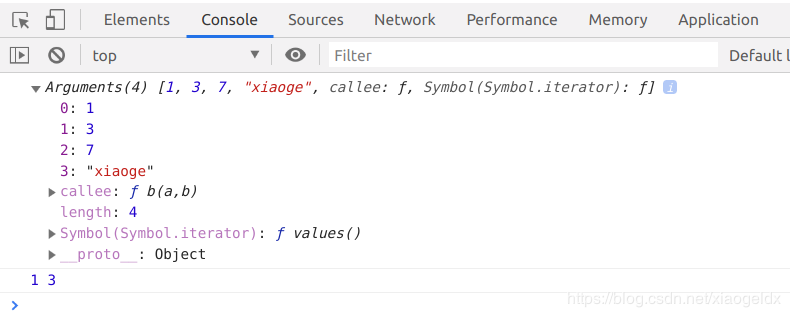 Elements Console Sources Network Performance Memory Application
top Filter Default l
Arguments(4) [1, 3, 7, "xiaoge", callee: ƒ, Symbol(Symbol.iterator): ƒ] i
0: 1
1: 3
2: 7
3: "xiaoge"
callee: ƒ b(a,b)
length: 4
Symbol(Symbol.iterator): ƒ values()
__proto__: Object
1 3
https://blog.csdn.net/xiaogeldx